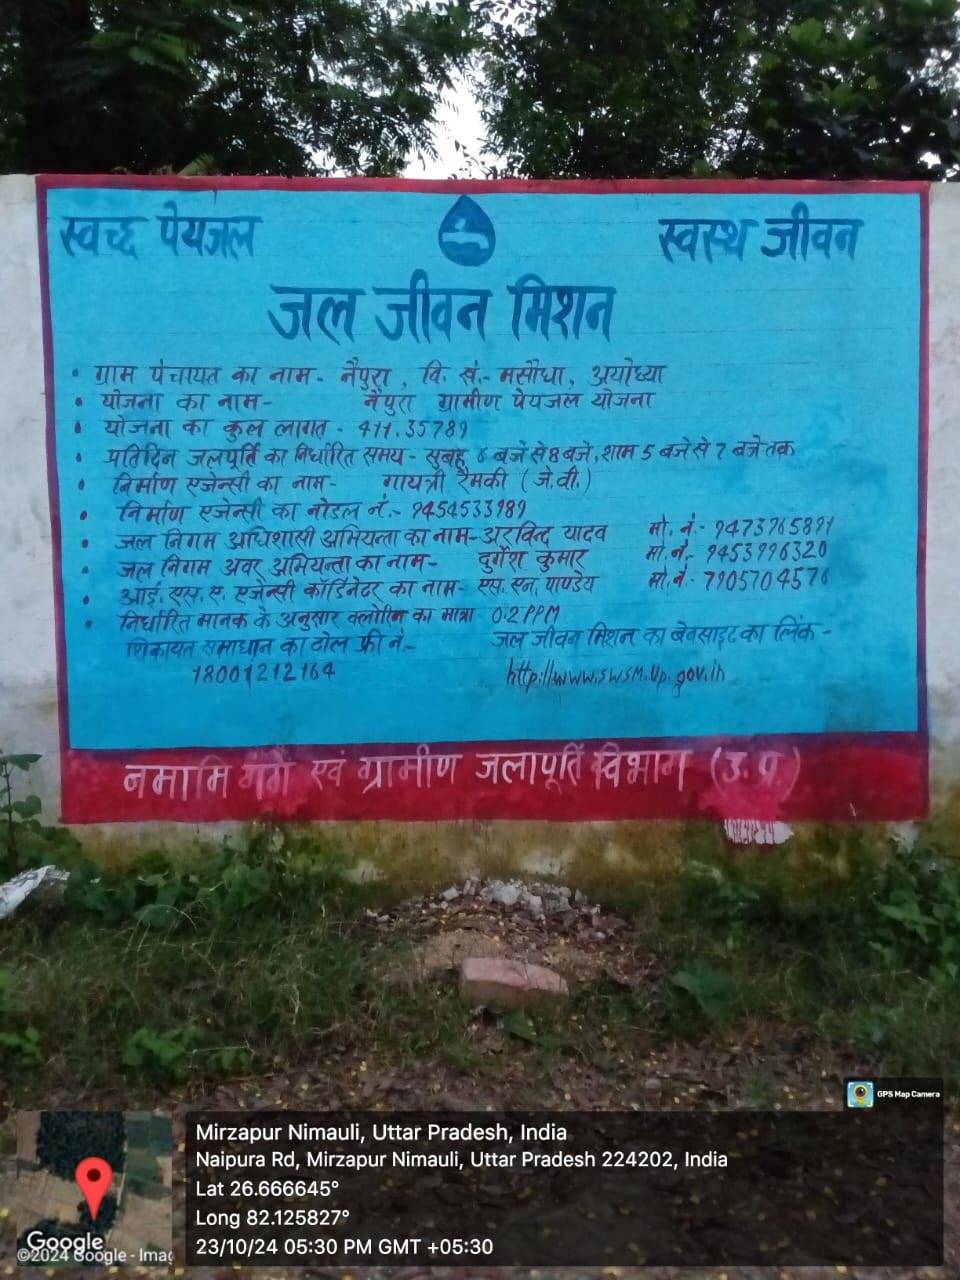 स्वच्छ पेयजल
स्वस्थ जीवन
जल जीवन मिशन
• ग्राम पंचायत का नाम- नैपुरा, वि. सं.- मसौधा, अयोध्या
• योजना का नाम- नैपुरा ग्रामीण पेयजल योजना
• योजना का कुल लागत - 411.35789
• प्रतिदिन जलपूर्ति का निर्धारित समय- सुबह 6 बजे से 8 बजे, शाम 5 बजे से 7 बजे तक
• निर्माण एजेन्सी का नाम- गायत्री रैमकी (जे.वी.)
• निर्माण एजेन्सी का नोडल नं.- 9454533989
• जल निगम अधिशासी अभियन्ता का नाम- अरविन्द यादव मो. नं.-
• जल निगम अवर अभियन्ता का नाम- दुर्गेश कुमार मो. नं.- 9453996320
• आई. एस. ए. एजेन्सी कॉर्डिनेटर का नाम- एस. एन. पाण्डेय मो. नं.- 7905704576
• निर्धारित मानक के अनुसार क्लोरिन का मात्रा- 0.2 PPM
शिकायत समाधान का टोल फ्री नं.- जल जीवन मिशन का बेवसाइट का लिंक -
18001212164 http://www.swsm.up.gov.in
नमामि गंगे एवं ग्रामीण जलापूर्ति विभाग (उ.प्र.)
GPS Map Camera
Mirzapur Nimauli, Uttar Pradesh, India
Naipura Rd, Mirzapur Nimauli, Uttar Pradesh 224202, India
Lat 26.666645°
Long 82.125827°
23/10/24 05:30 PM GMT +05:30
Google
©2024 Google - Imag